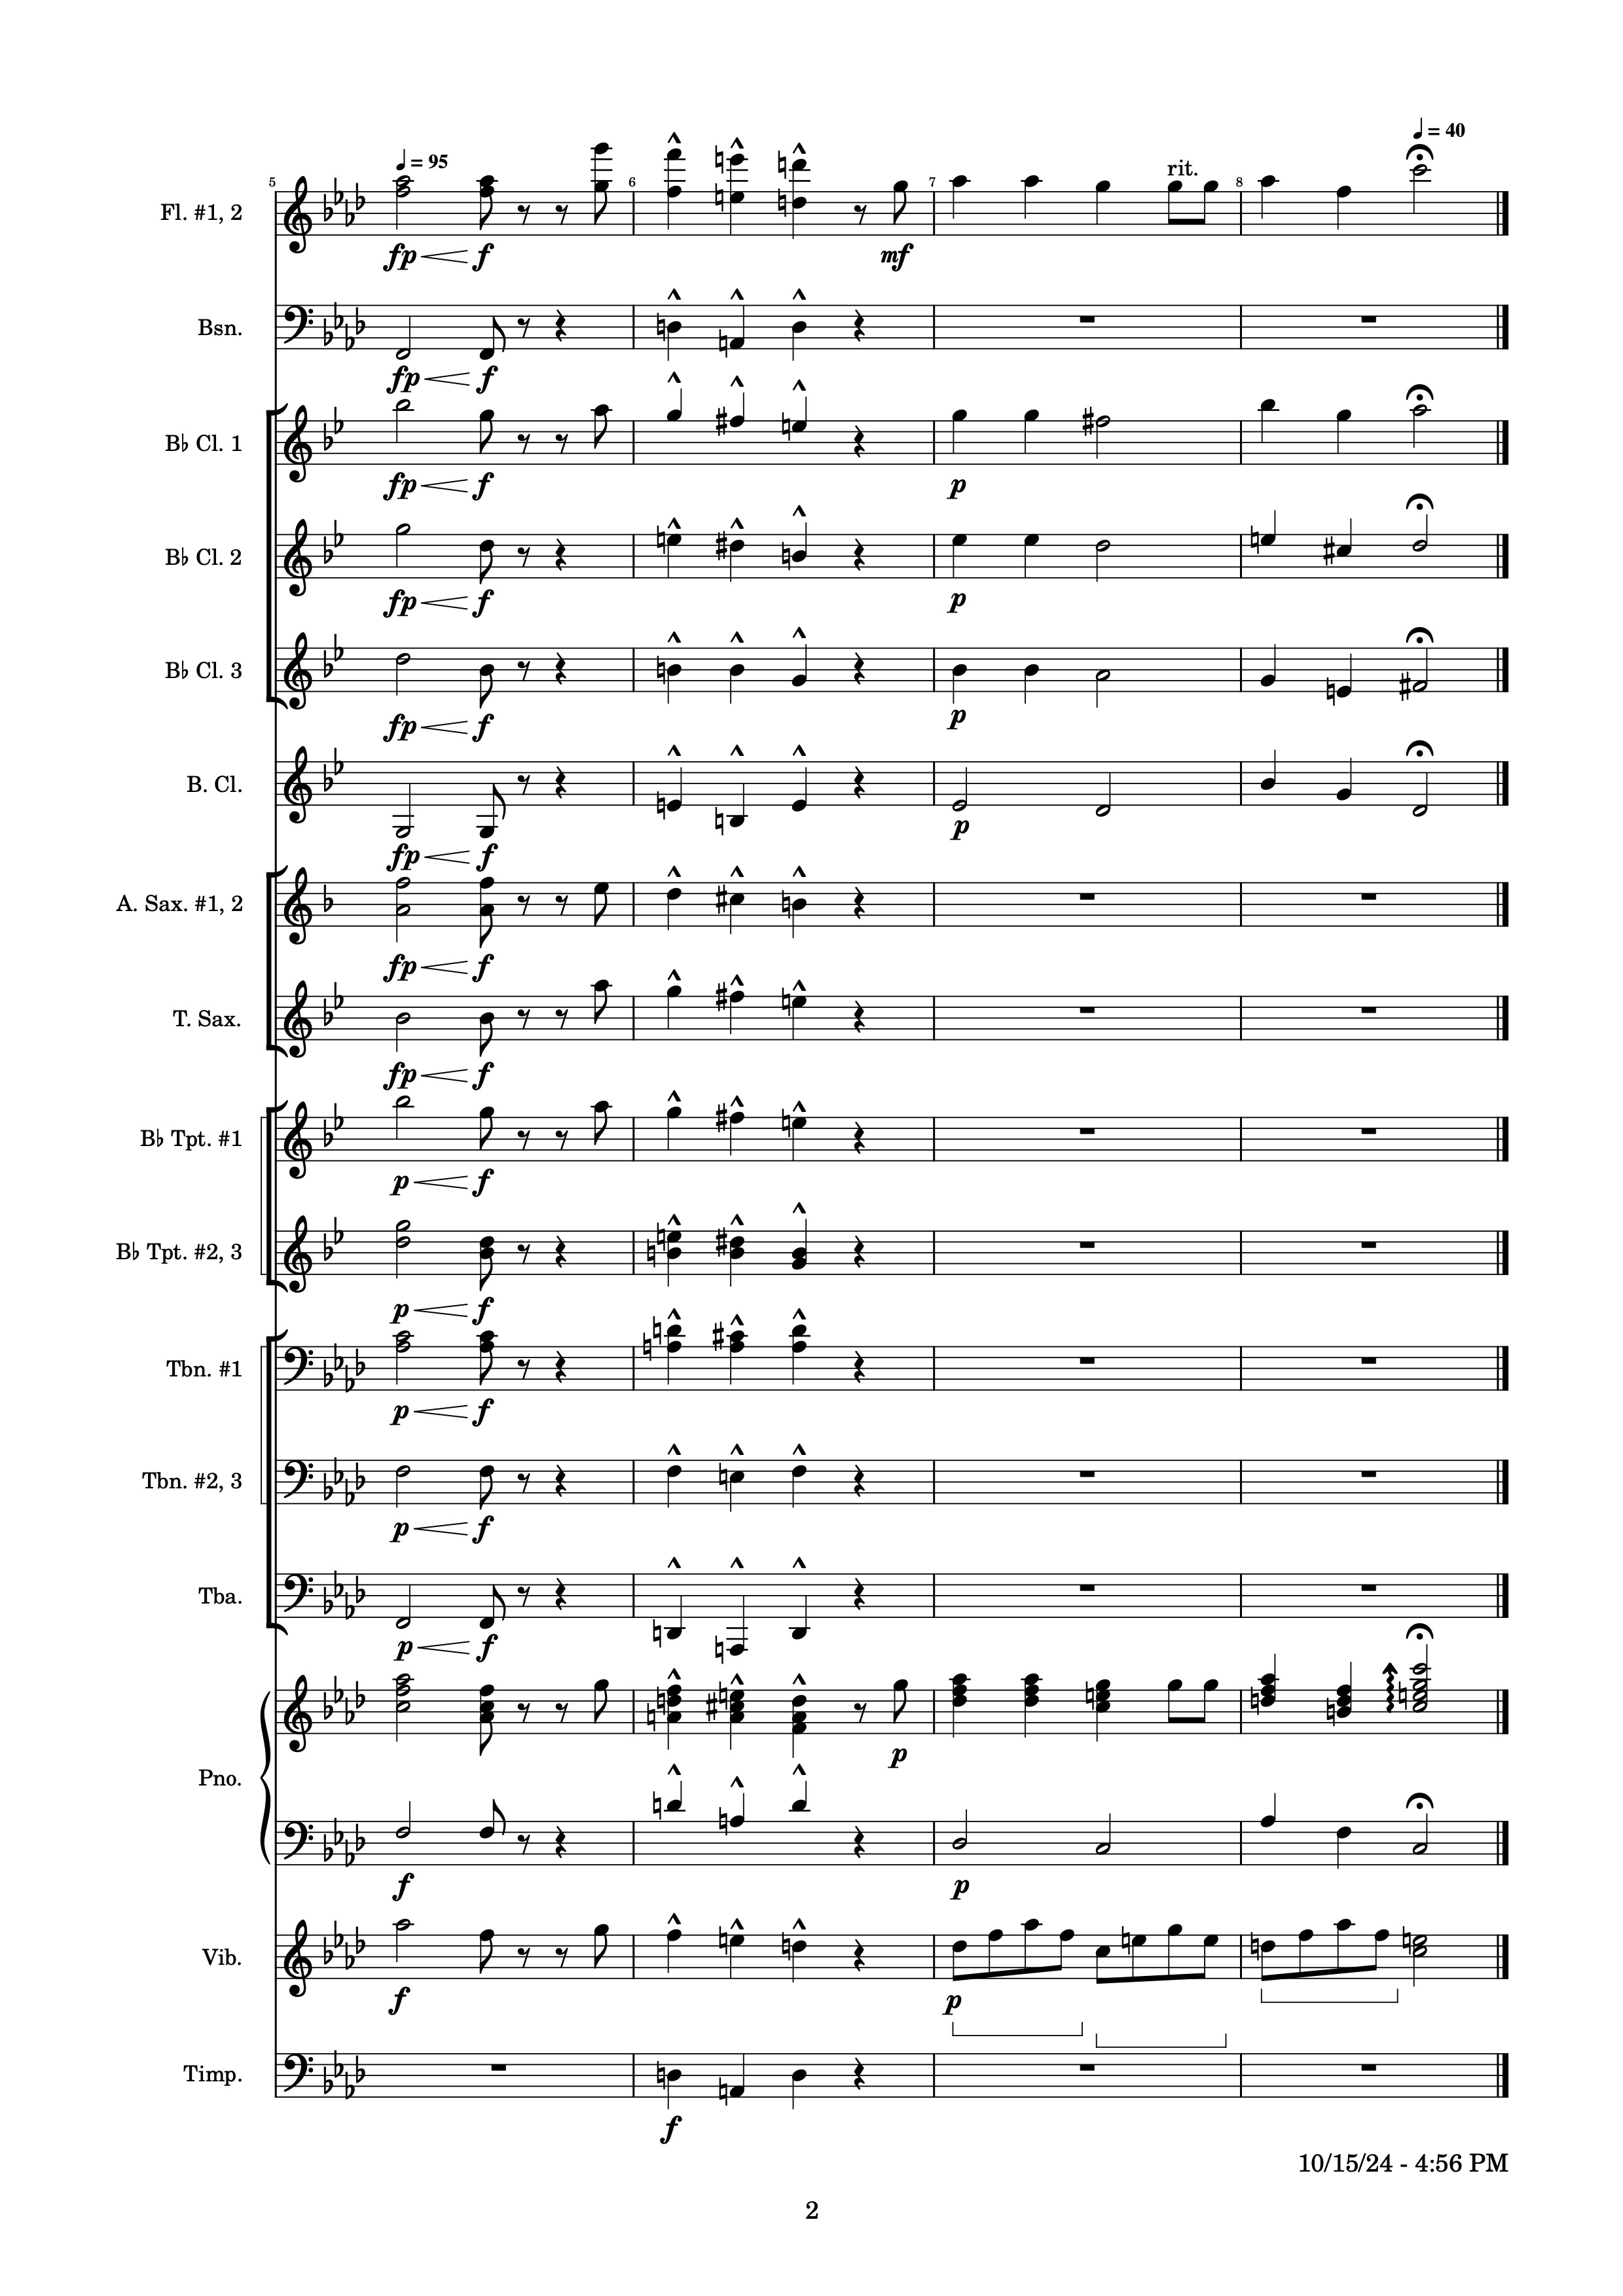 ♩ = 40
♩ = 95
rit.
5 6 7 8
Fl. #1, 2
fp f mf
Bsn.
fp f
B♭ Cl. 1
fp f p
B♭ Cl. 2
fp f p
B♭ Cl. 3
fp f p
B. Cl.
fp f p
A. Sax. #1, 2
fp f
T. Sax.
fp f
B♭ Tpt. #1
p f
B♭ Tpt. #2, 3
p f
Tbn. #1
p f
Tbn. #2, 3
p f
Tba.
p f
p
Pno.
f p
Vib.
f p
Timp.
f
10/15/24 - 4:56 PM
2